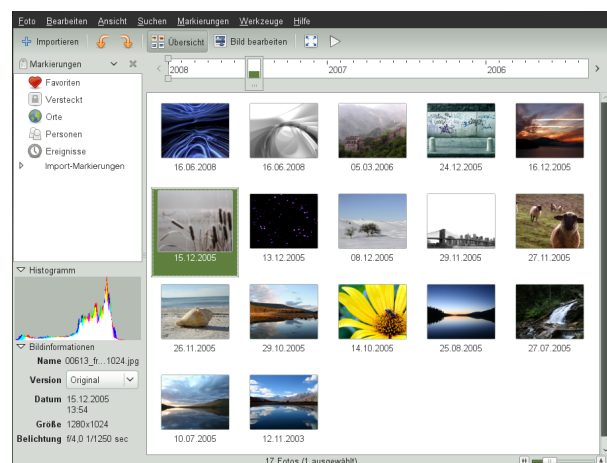 Foto Bearbeiten Ansicht Suchen Markierungen Werkzeuge Hilfe
Importieren Übersicht Bild bearbeiten
Markierungen
2008 2007 2006
Favoriten
Versteckt
Orte
Personen
Ereignisse
Import-Markierungen
16.06.2008 16.06.2008 05.03.2006 24.12.2005 16.12.2005
15.12.2005 13.12.2005 08.12.2005 29.11.2005 27.11.2005
26.11.2005 29.10.2005 14.10.2005 25.08.2005 27.07.2005
10.07.2005 12.11.2003
Histogramm
Bildinformationen
Name 00613_fr...1024.jpg
Version Original
Datum 15.12.2005
13:54
Größe 1280x1024
Belichtung f/4,0 1/1250 sec
17 Fotos (1 ausgewählt)